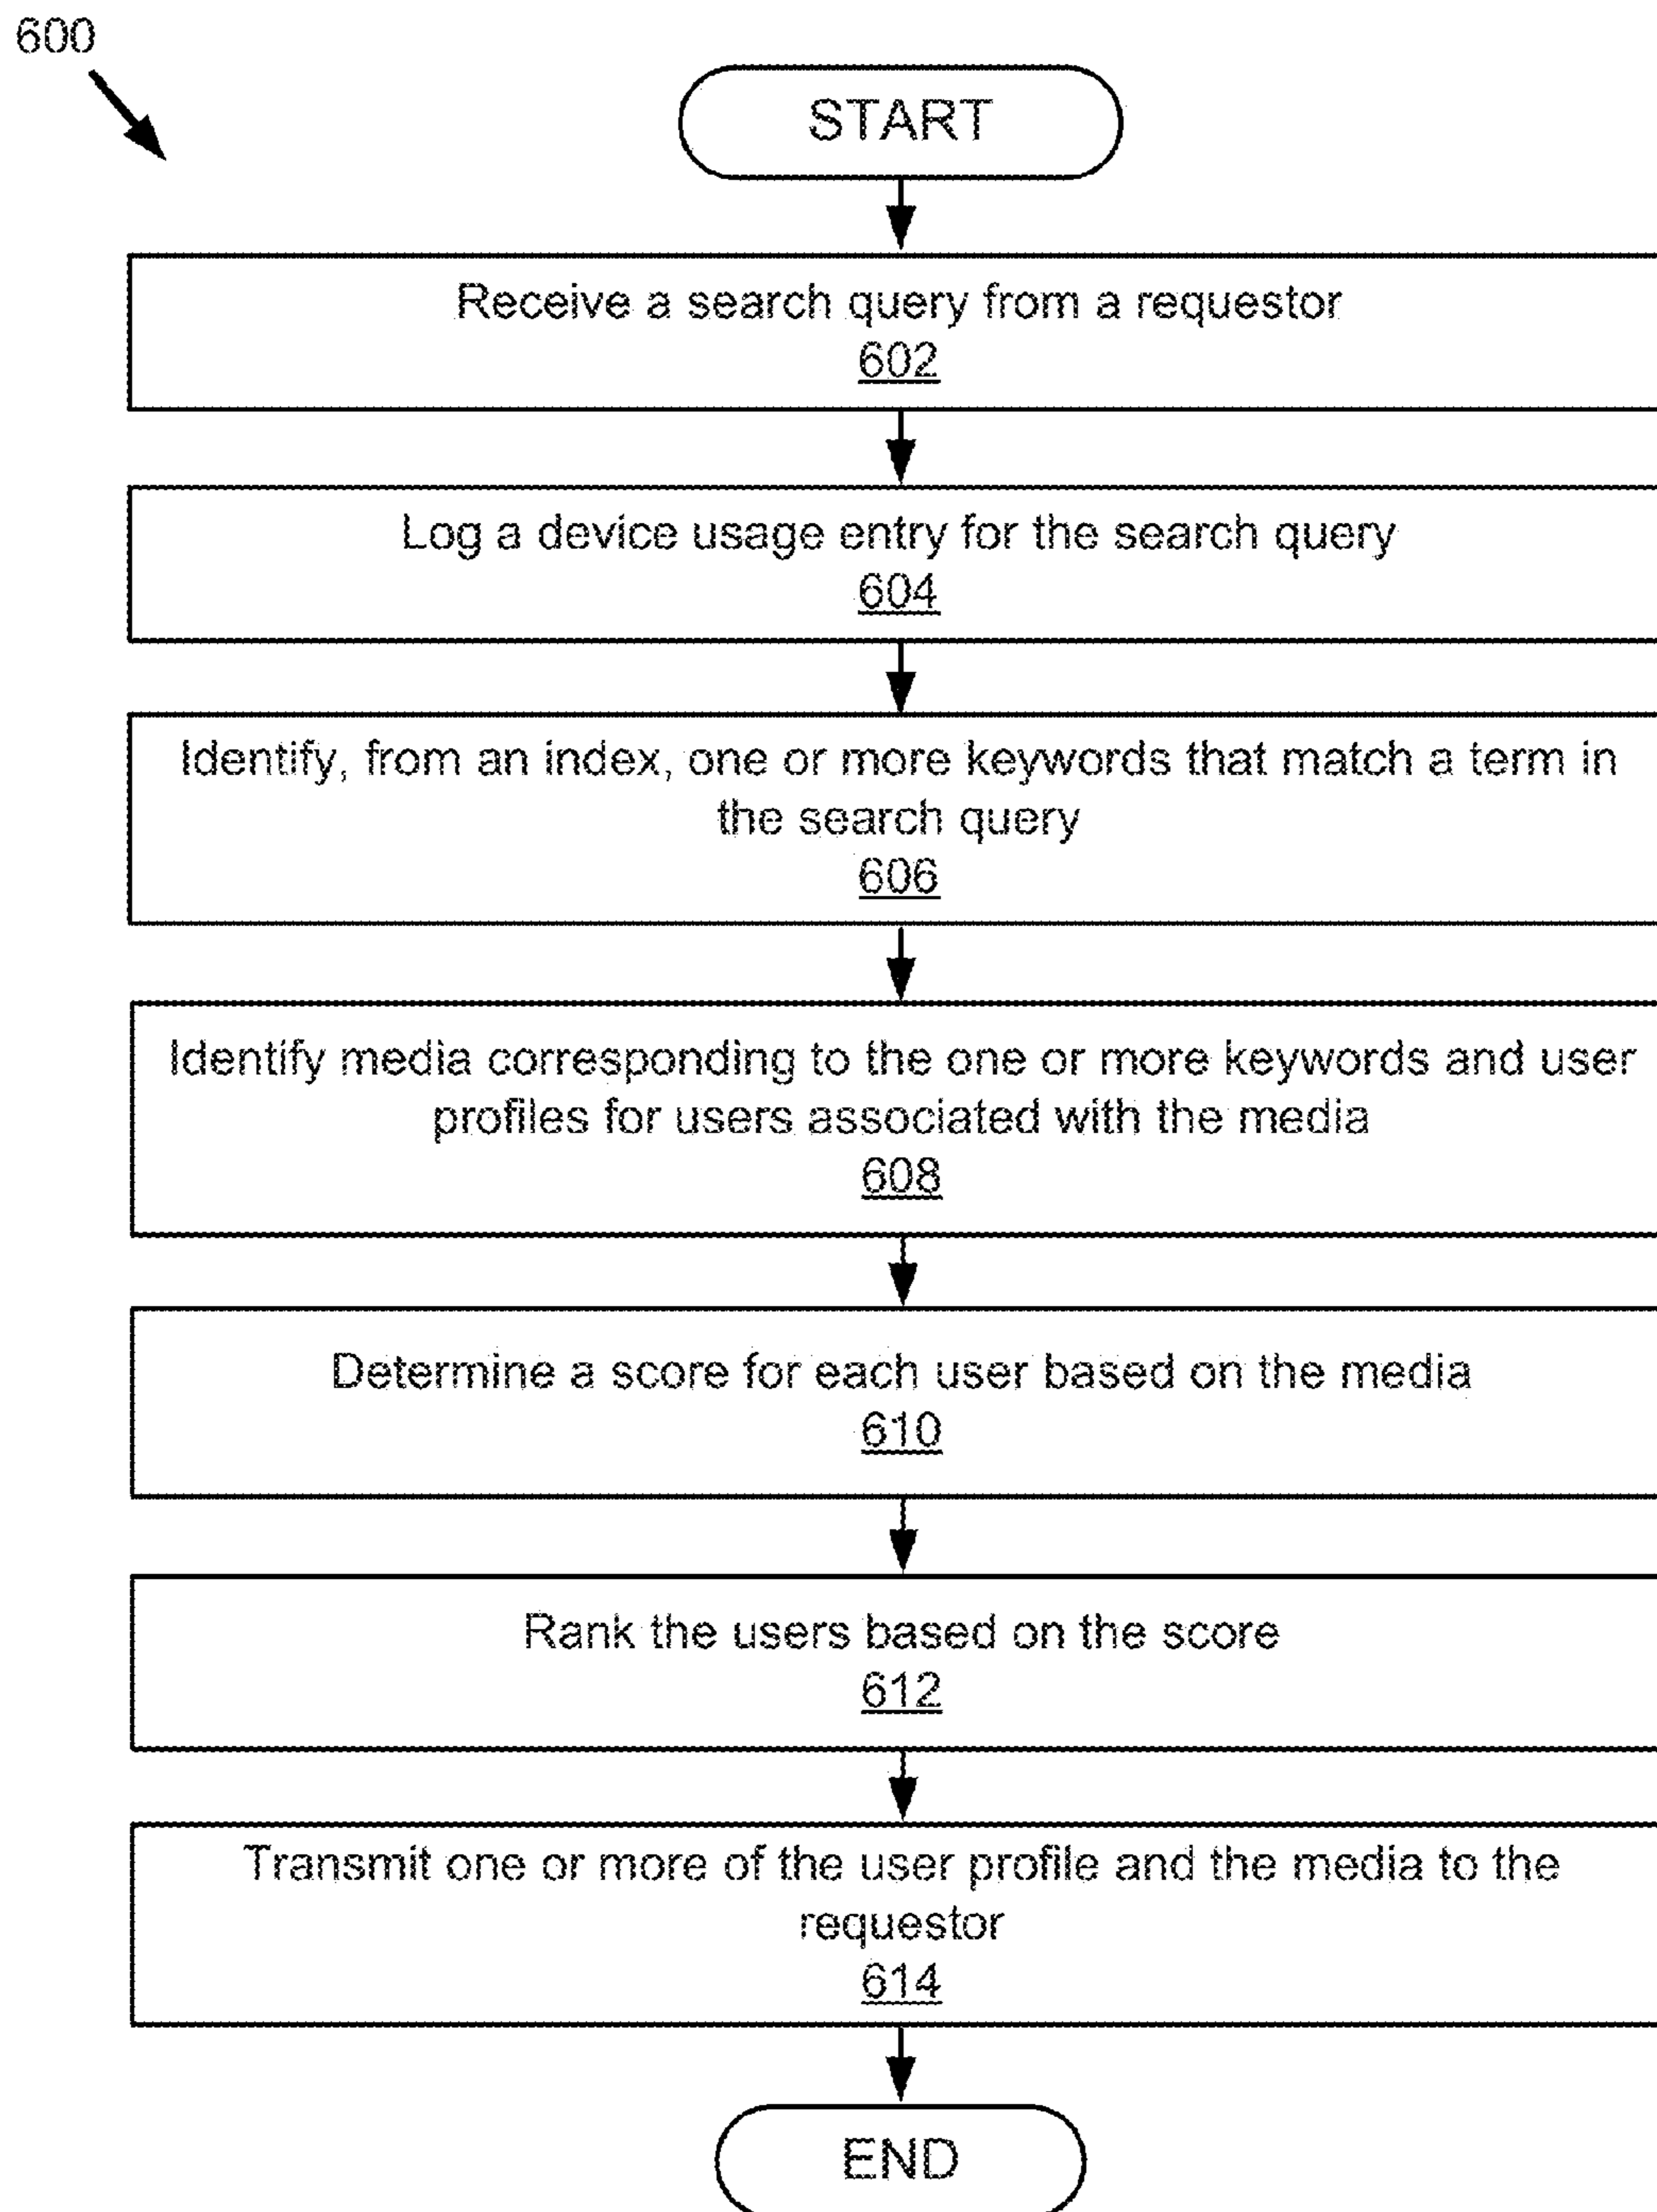 600
START
Receive a search query from a requestor
602
Log a device usage entry for the search query
604
Identify, from an index, one or more keywords that match a term in
the search query
606
Identify media corresponding to the one or more keywords and user
profiles for users associated with the media
608
Determine a score for each user based on the media
610
Rank the users based on the score
612
Transmit one or more of the user profile and the media to the
requestor
614
END